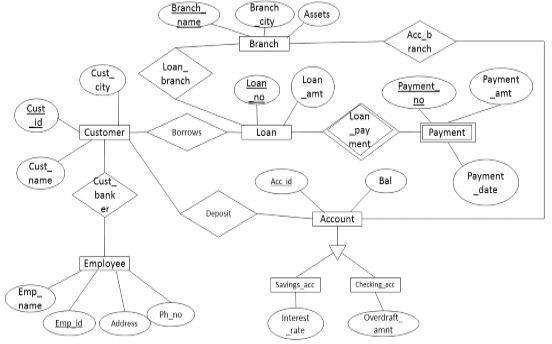 Branch_
name
Branch
_city
Assets
Branch
Acc_b
ranch
Loan_
branch
Cust_
city
Loan
_no
Loan
_amt
Payment_
no
Payment
_amt
Cust
_id
Customer
Borrows
Loan
Loan
_pay
ment
Payment
Cust_
name
Cust_
bank
er
Acc_id
Bal
Payment
_date
Deposit
Account
Employee
Savings_acc
Checking_acc
Emp_
name
Emp_id
Address
Ph_no
Interest
_rate
Overdraft_
amnt